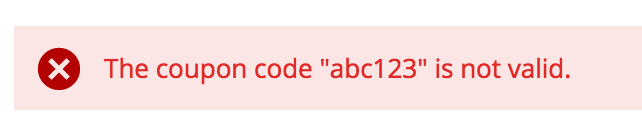 The coupon code "abc123" is not valid.